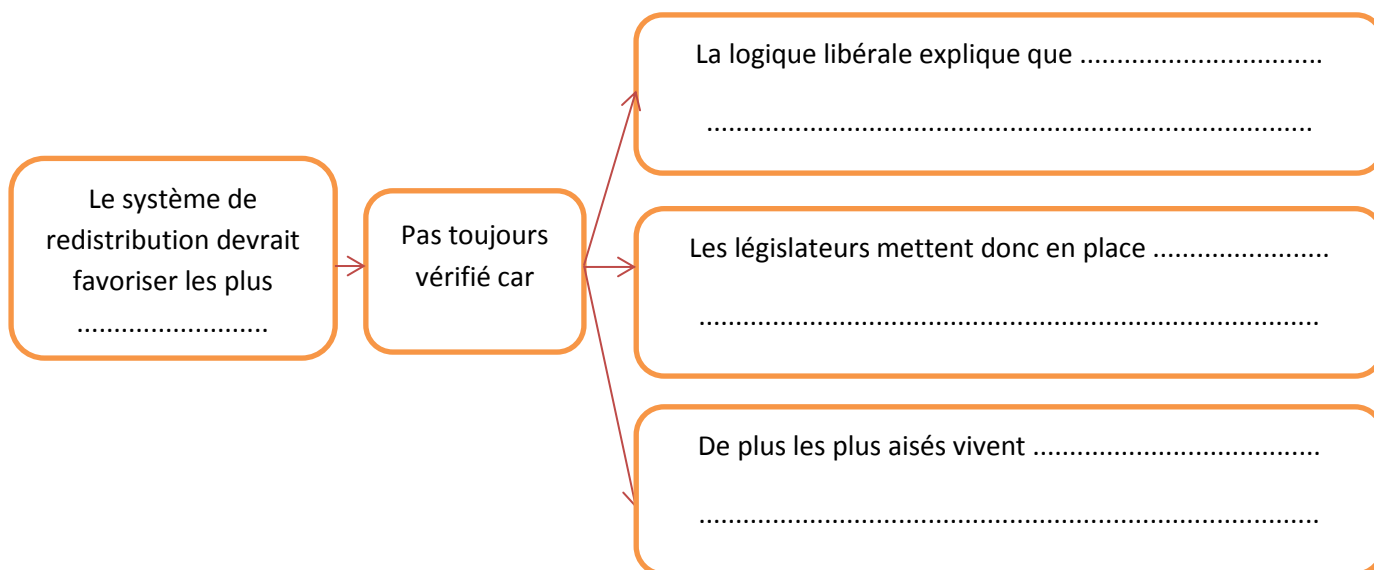 Le système de
redistribution devrait
favoriser les plus
..........................
Pas toujours
vérifié car
La logique libérale explique que .................................
..................................................................................
Les législateurs mettent donc en place ........................
....................................................................................
De plus les plus aisés vivent .......................................
....................................................................................